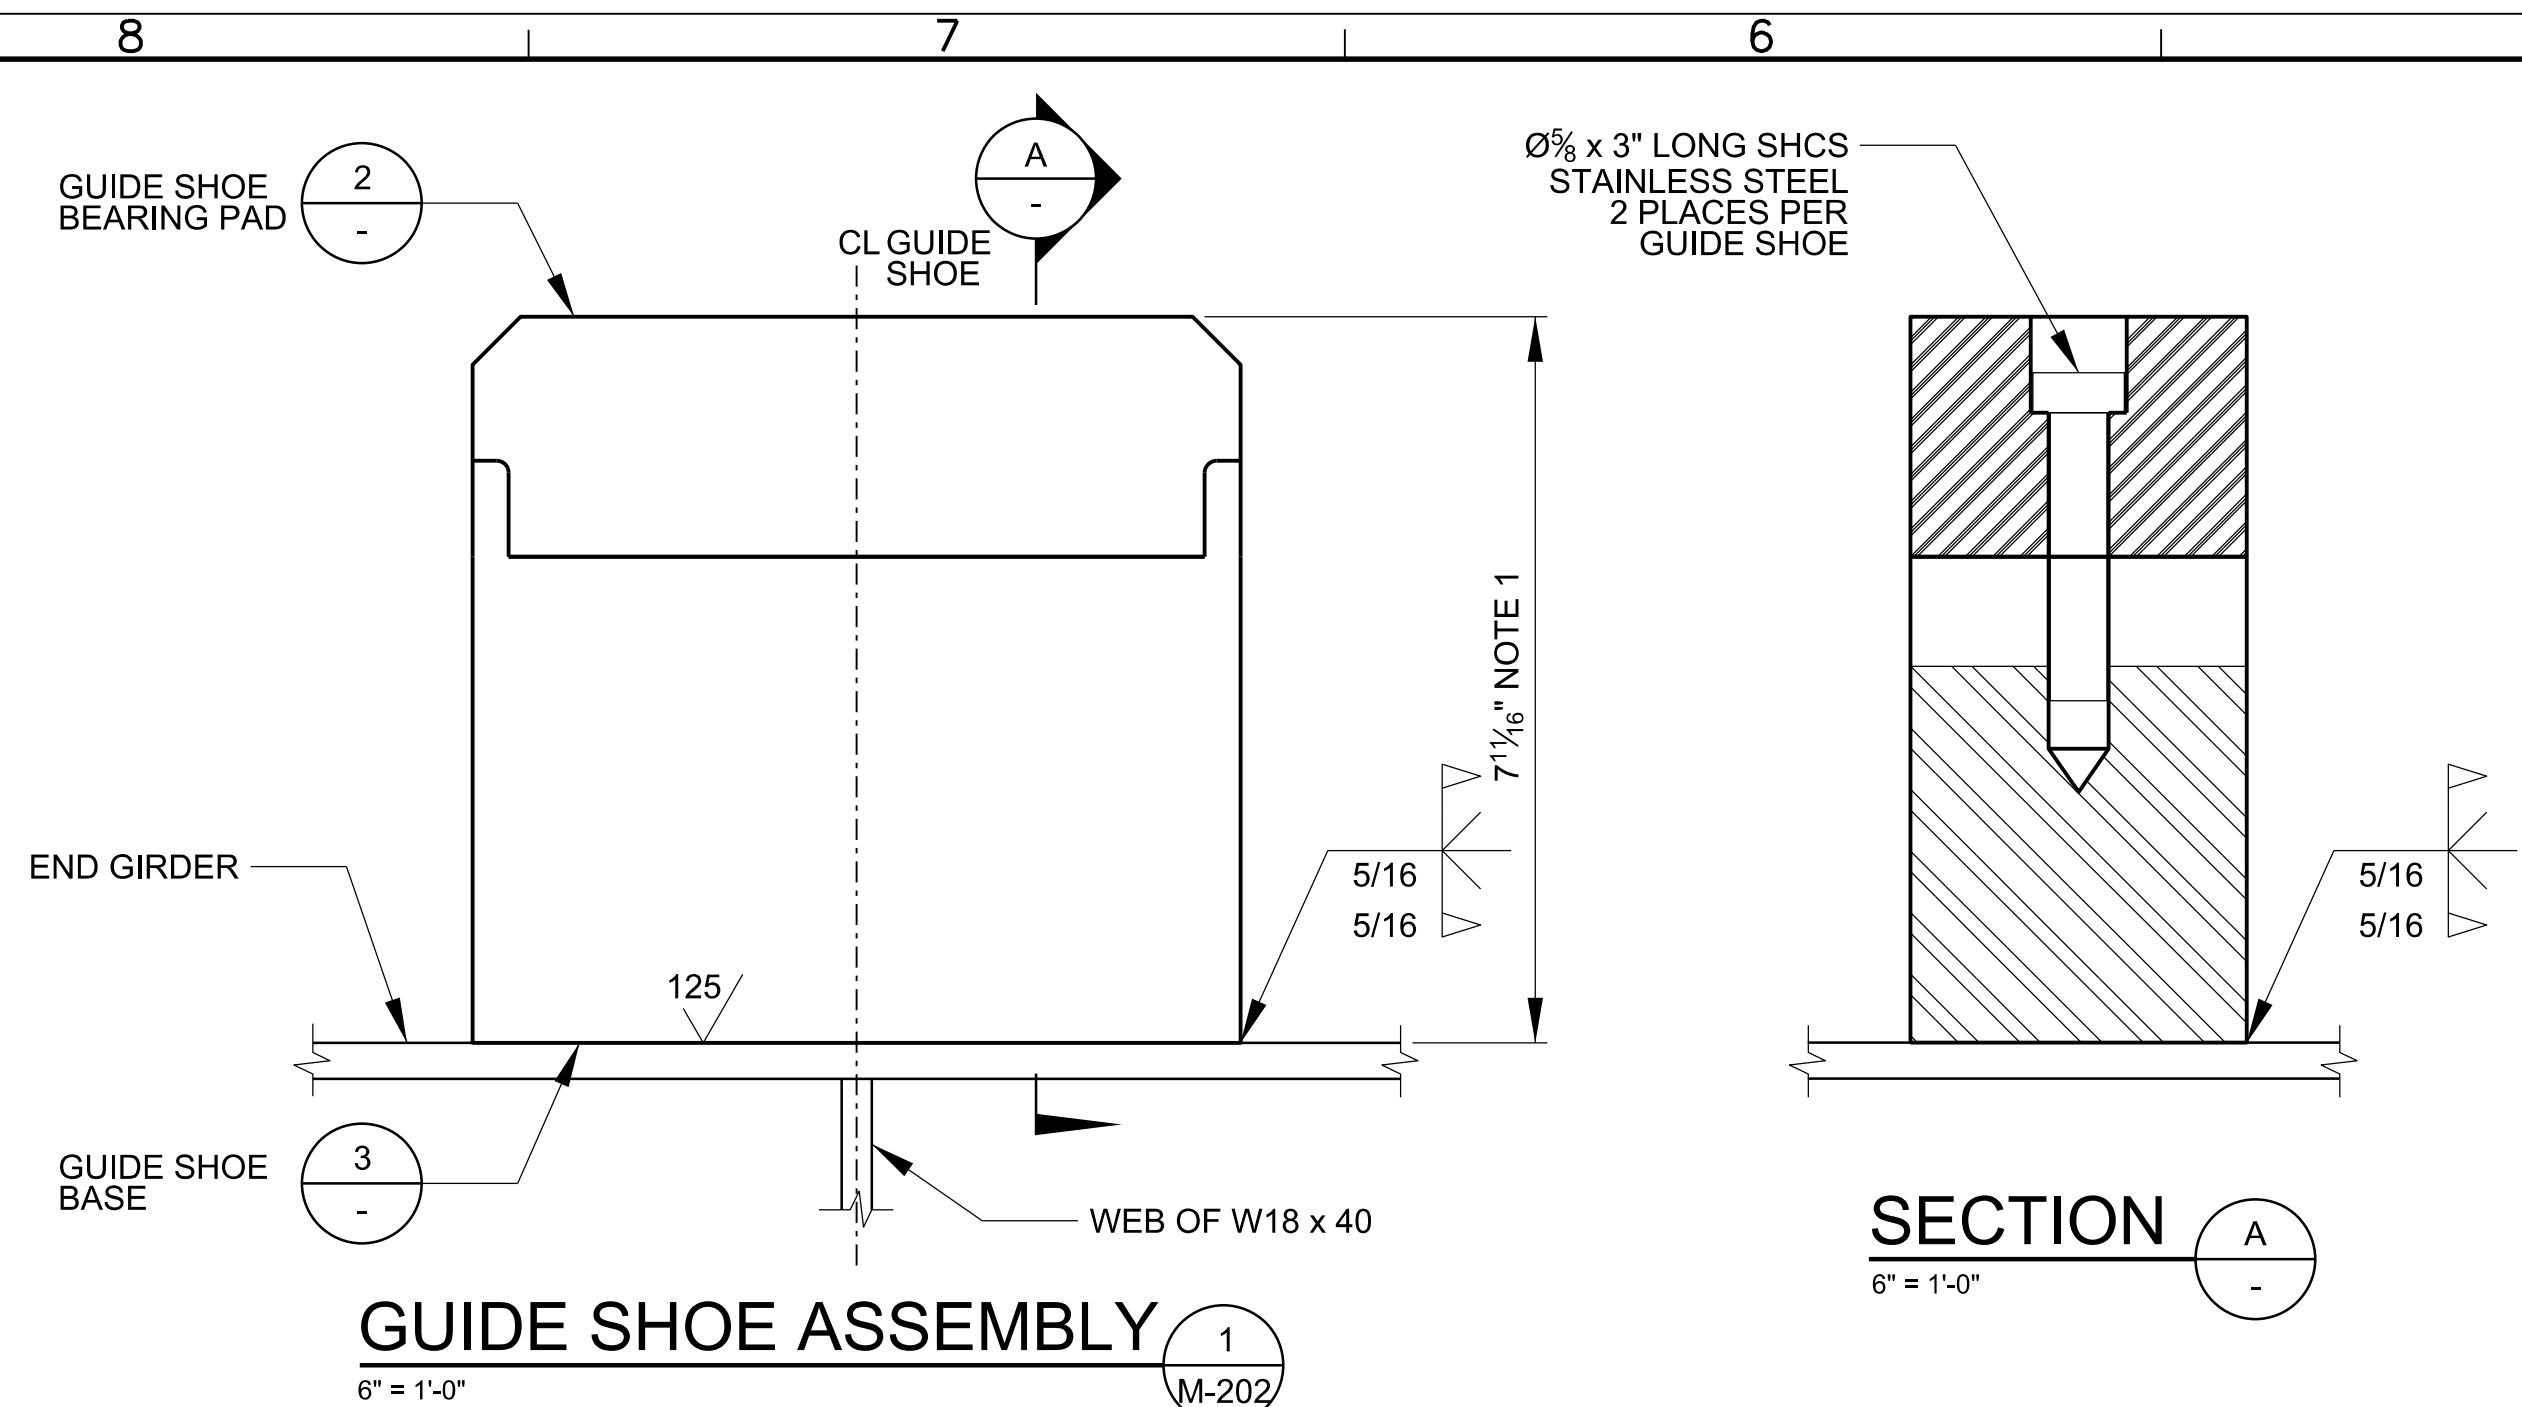 8
7
6
GUIDE SHOE
BEARING PAD
2
-
A
-
CL GUIDE
SHOE
Ø⅝ x 3" LONG SHCS
STAINLESS STEEL
2 PLACES PER
GUIDE SHOE
7 11/16" NOTE 1
END GIRDER
125
5/16
5/16
5/16
5/16
GUIDE SHOE
BASE
3
-
WEB OF W18 x 40
SECTION
A
-
6" = 1'-0"
GUIDE SHOE ASSEMBLY
1
M-202
6" = 1'-0"